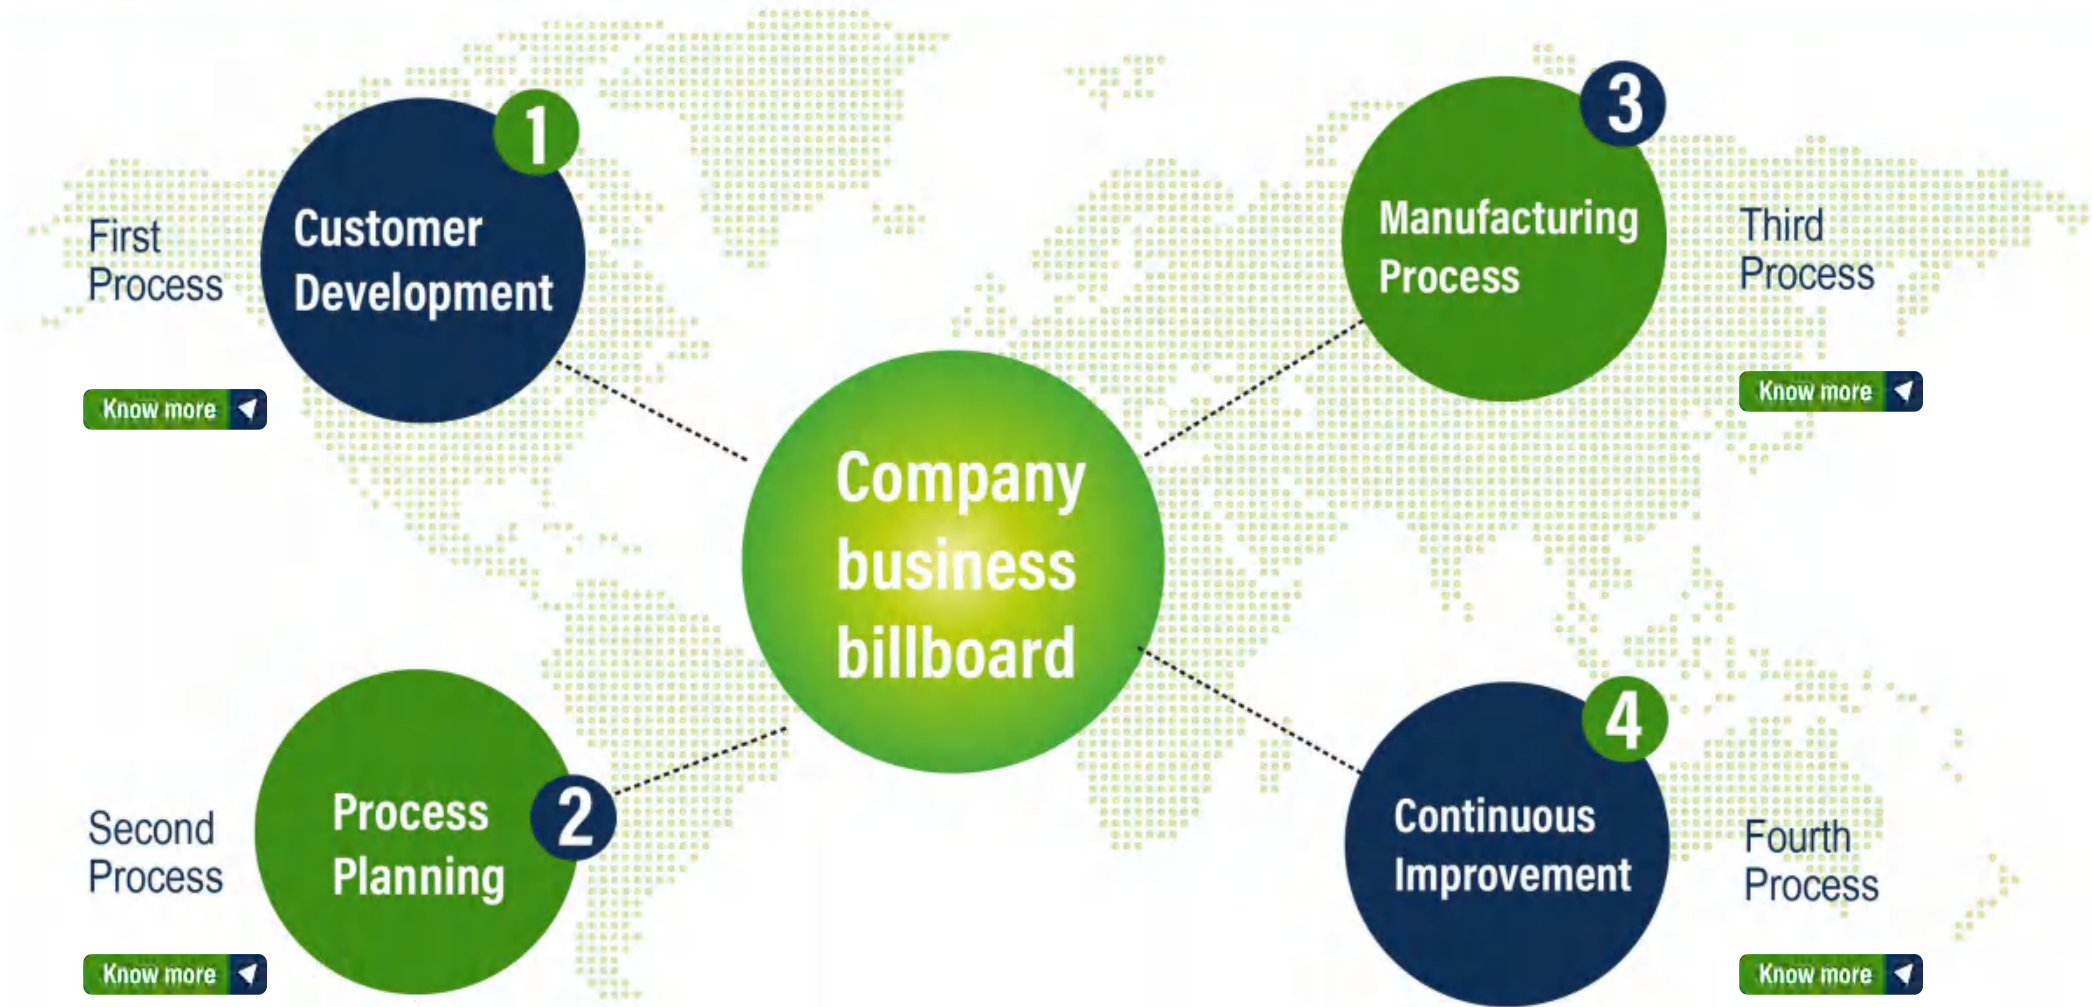 1
Customer
Development
First
Process
Know more
2
Process
Planning
Second
Process
Know more
Company
business
billboard
3
Manufacturing
Process
Third
Process
Know more
4
Continuous
Improvement
Fourth
Process
Know more